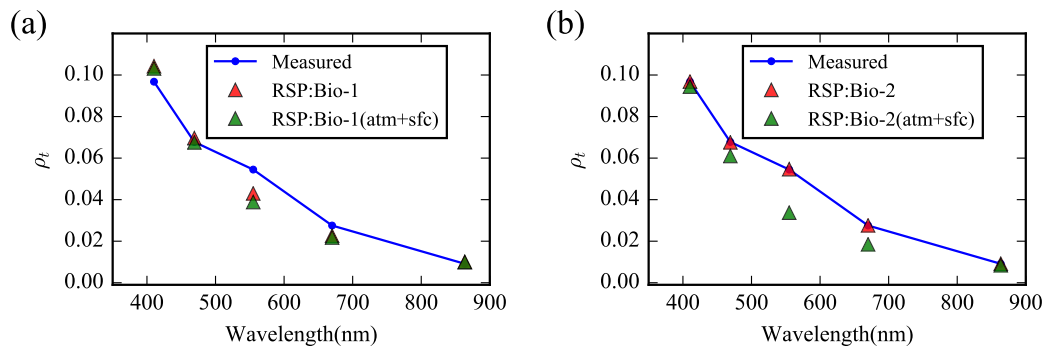 (a)
Measured
RSP:Bio-1
RSP:Bio-1(atm+sfc)
0.10
0.08
0.06
0.04
0.02
0.00
ρt
400 500 600 700 800 900
Wavelength(nm)
(b)
Measured
RSP:Bio-2
RSP:Bio-2(atm+sfc)
0.10
0.08
0.06
0.04
0.02
0.00
ρt
400 500 600 700 800 900
Wavelength(nm)